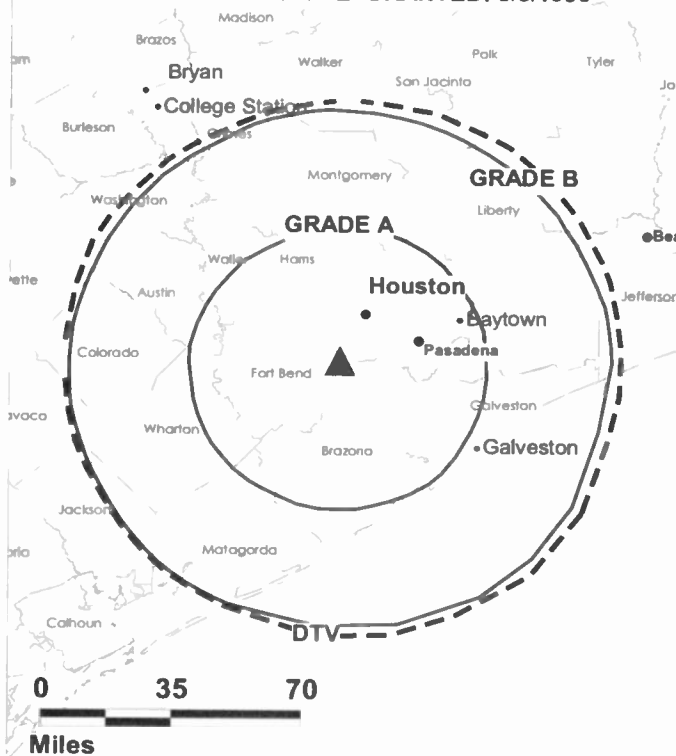 Madison
Brazos
Walker
Polk
Tyler
San Jacinto
Bryan
College Station
Burleson
Grimes
Washington
Montgomery
GRADE B
Liberty
GRADE A
Waller
Harris
Austin
Houston
Jefferson
Baytown
Colorado
Pasadena
Fort Bend
Galveston
Wharton
Brazoria
Galveston
Jackson
Matagorda
Calhoun
DTV
0 35 70
Miles